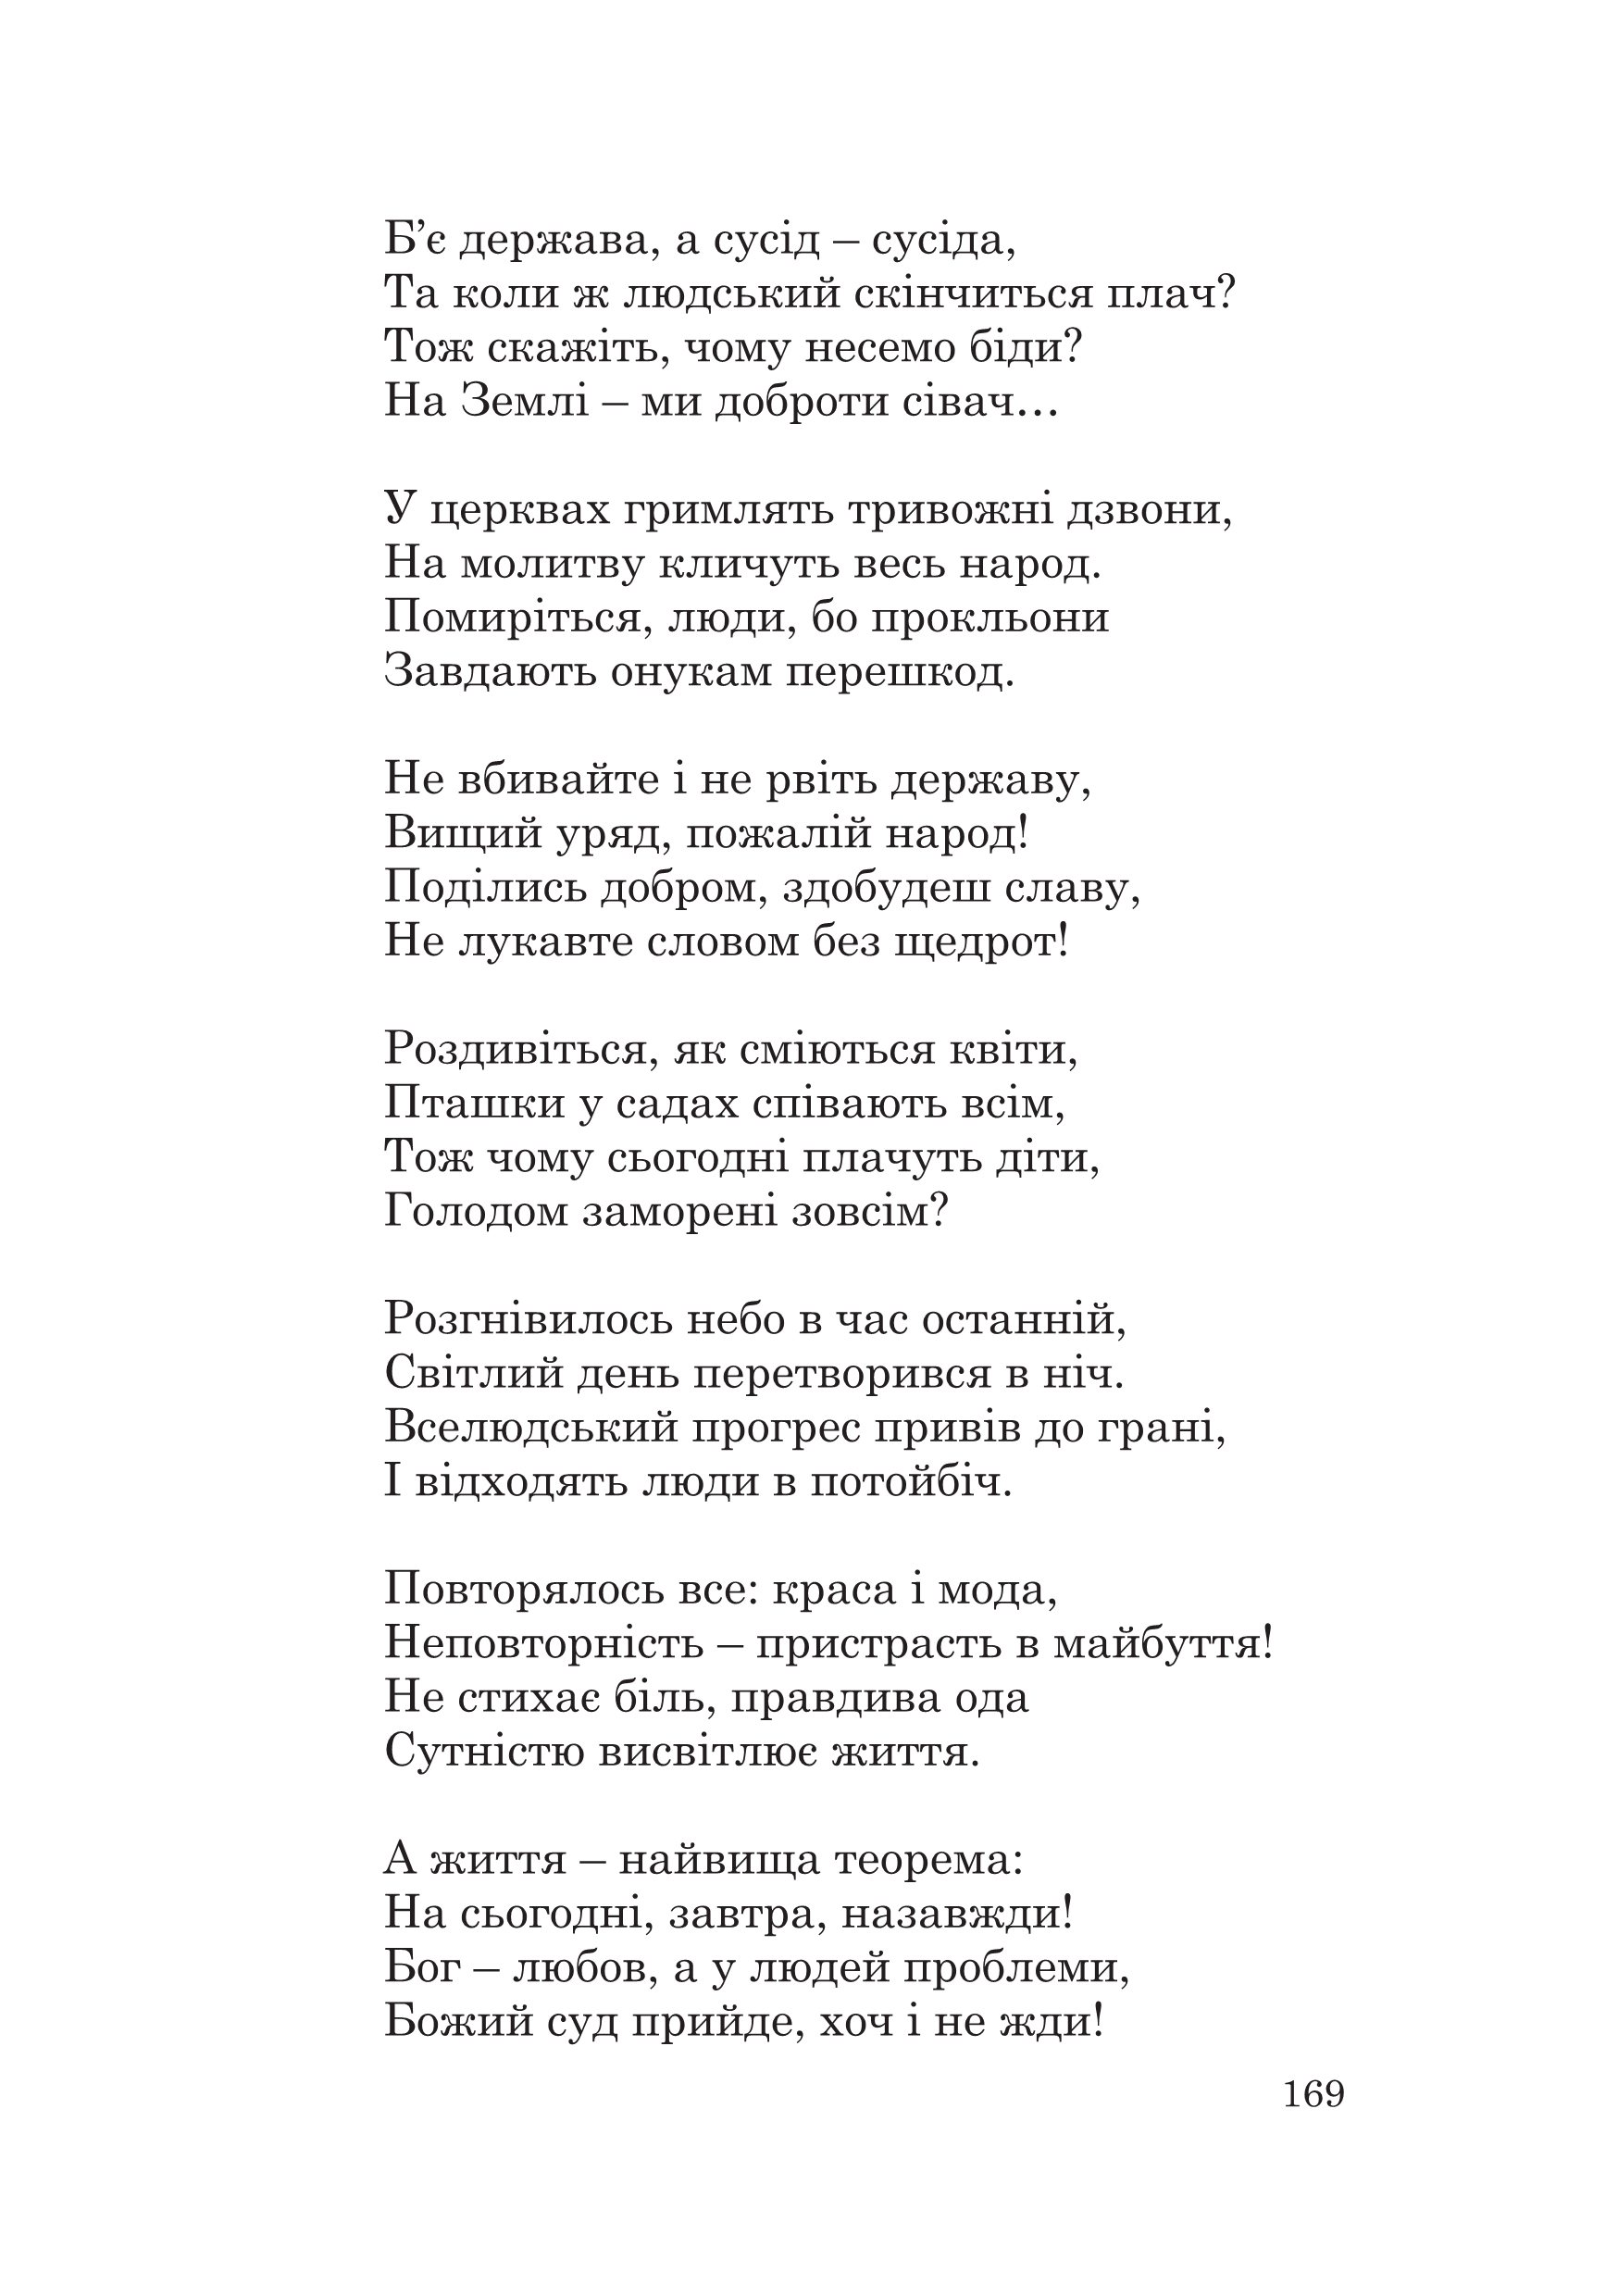 Б’є держава, а сусід – сусіда,
Та коли ж людський скінчиться плач?
Тож скажіть, чому несемо біди?
На Землі – ми доброти сівач…

У церквах гримлять тривожні дзвони,
На молитву кличуть весь народ.
Помиріться, люди, бо прокльони
Завдають онукам перешкод.

Не вбивайте і не рвіть державу,
Вищий уряд, пожалій народ!
Поділись добром, здобудеш славу,
Не лукавте словом без щедрот!

Роздивіться, як сміються квіти,
Пташки у садах співають всім,
Тож чому сьогодні плачуть діти,
Голодом заморені зовсім?

Розгнівилось небо в час останній,
Світлий день перетворився в ніч.
Вселюдський прогрес привів до грані,
І відходять люди в потойбіч.

Повторялось все: краса і мода,
Неповторність – пристрасть в майбуття!
Не стихає біль, правдива ода
Сутністю висвітлює життя.

А життя – найвища теорема:
На сьогодні, завтра, назавжди!
Бог – любов, а у людей проблеми,
Божий суд прийде, хоч і не жди!

169